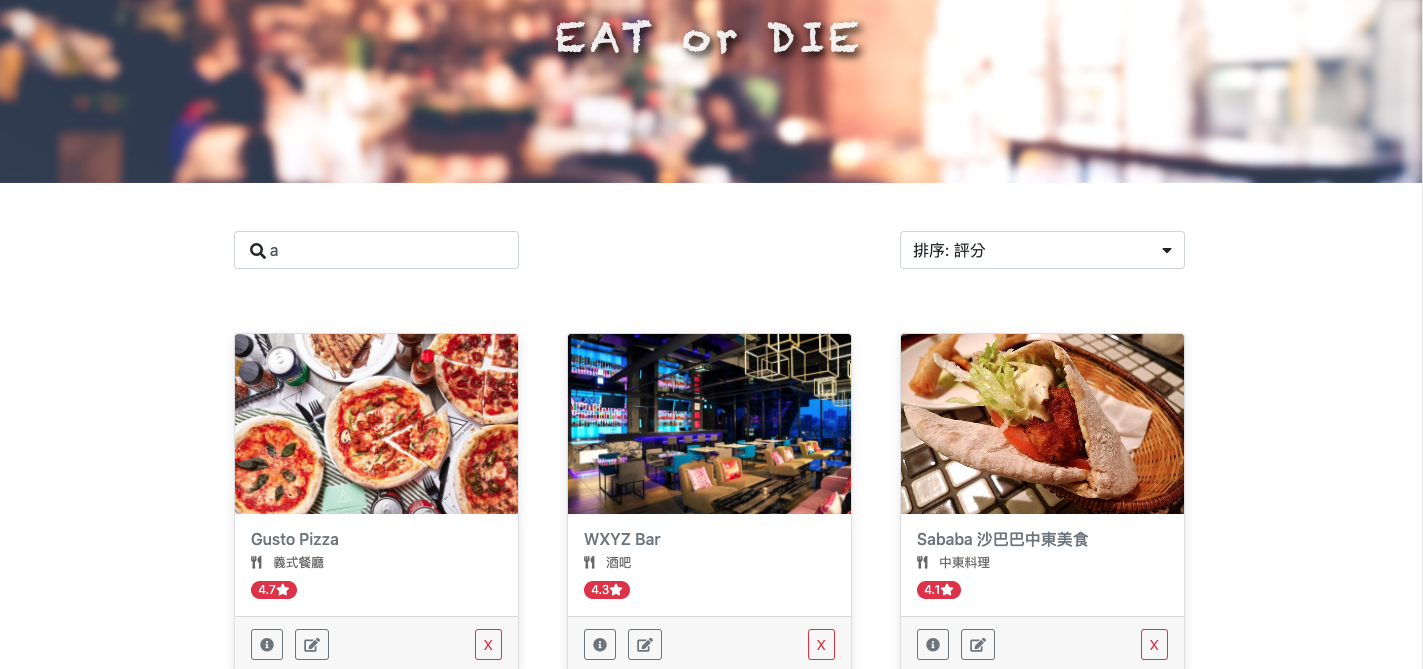 EAT or DIE
a
排序: 評分
Gusto Pizza
義式餐廳
4.7
WXYZ Bar
酒吧
4.3
Sababa 沙巴巴中東美食
中東料理
4.1
X
X
X